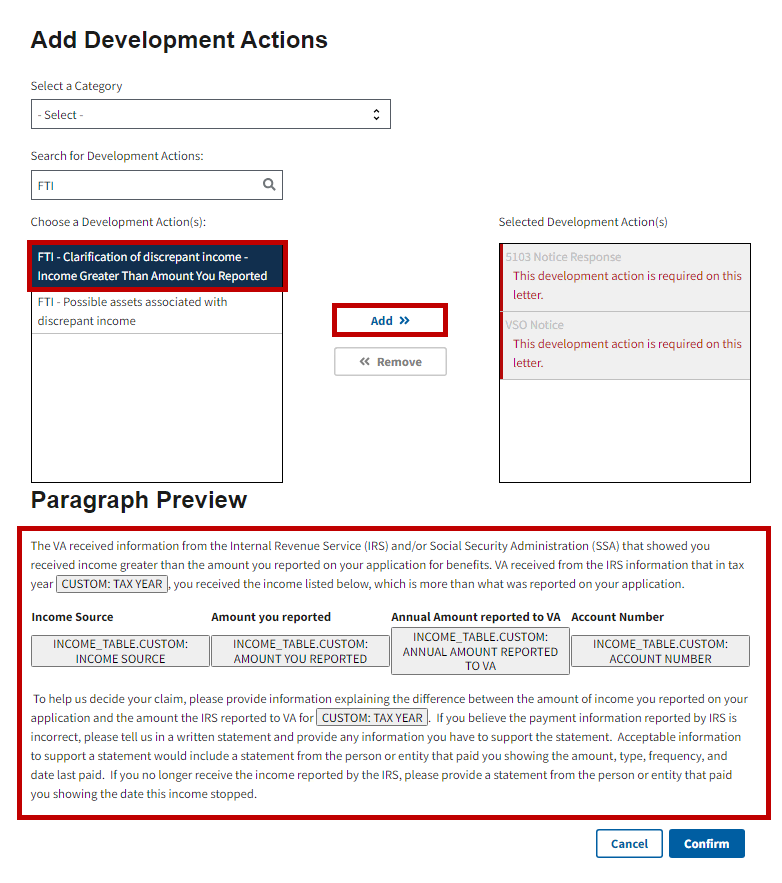 Add Development Actions
Select a Category
- Select -
Search for Development Actions:
FTI
Choose a Development Action(s):
FTI - Clarification of discrepant income -
Income Greater Than Amount You Reported
FTI - Possible assets associated with
discrepant income
Add »
« Remove
Selected Development Action(s)
5103 Notice Response
This development action is required on this
letter.
VSO Notice
This development action is required on this
letter.
Paragraph Preview
The VA received information from the Internal Revenue Service (IRS) and/or Social Security Administration (SSA) that showed you
received income greater than the amount you reported on your application for benefits. VA received from the IRS information that in tax
year CUSTOM: TAX YEAR, you received the income listed below, which is more than what was reported on your application.
Income Source Amount you reported Annual Amount reported to VA Account Number
INCOME_TABLE.CUSTOM:
INCOME SOURCE
INCOME_TABLE.CUSTOM:
AMOUNT YOU REPORTED
INCOME_TABLE.CUSTOM:
ANNUAL AMOUNT REPORTED
TO VA
INCOME_TABLE.CUSTOM:
ACCOUNT NUMBER
To help us decide your claim, please provide information explaining the difference between the amount of income you reported on your
application and the amount the IRS reported to VA for CUSTOM: TAX YEAR. If you believe the payment information reported by IRS is
incorrect, please tell us in a written statement and provide any information you have to support the statement. Acceptable information
to support a statement would include a statement from the person or entity that paid you showing the amount, type, frequency, and
date last paid. If you no longer receive the income reported by the IRS, please provide a statement from the person or entity that paid
you showing the date this income stopped.
Cancel Confirm